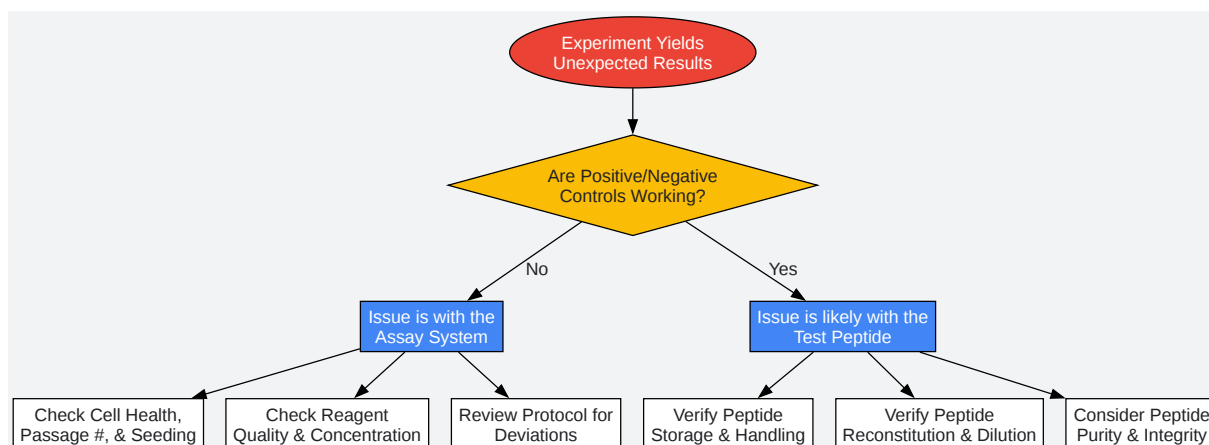 Experiment Yields
Unexpected Results
Are Positive/Negative
Controls Working?
No
Yes
Issue is with the
Assay System
Issue is likely with the
Test Peptide
Check Cell Health,
Passage #, & Seeding
Check Reagent
Quality & Concentration
Review Protocol for
Deviations
Verify Peptide
Storage & Handling
Verify Peptide
Reconstitution & Dilution
Consider Peptide
Purity & Integrity